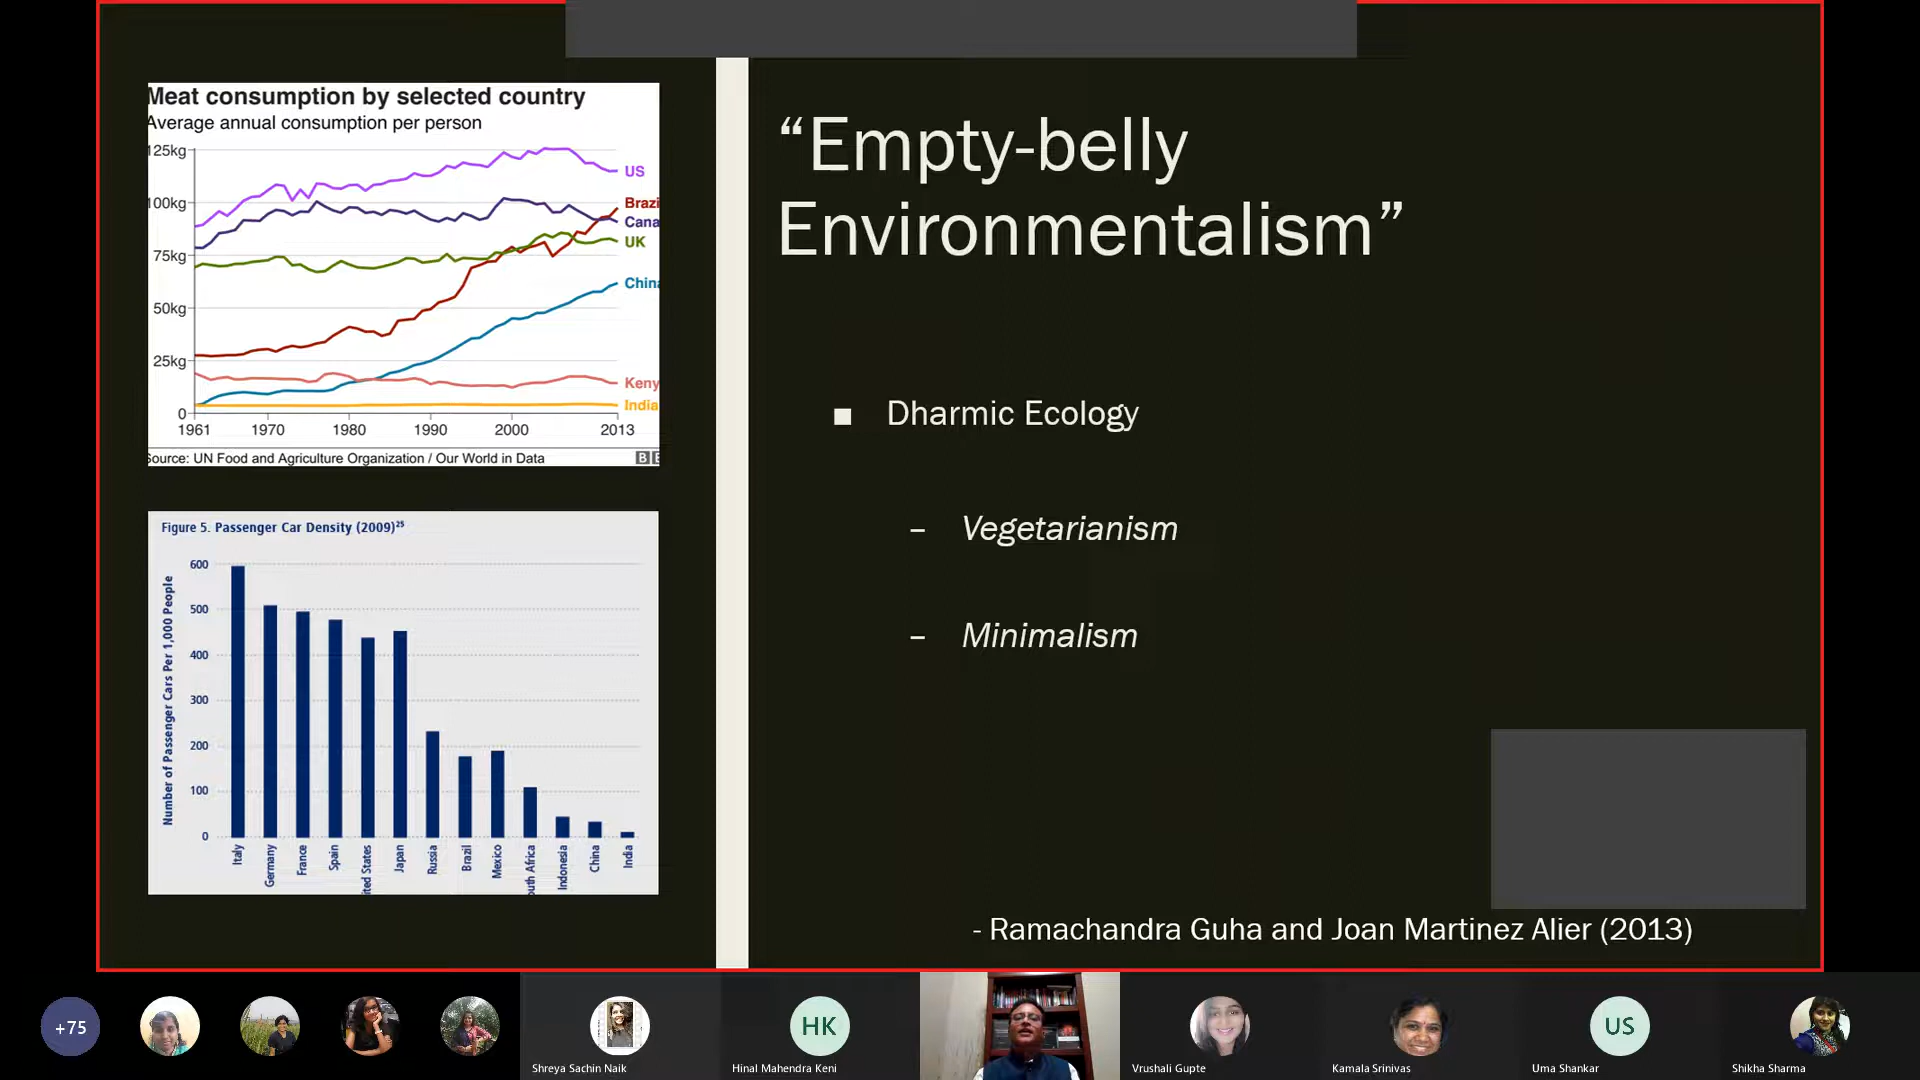 Meat consumption by selected country
Average annual consumption per person
125kg
100kg
75kg
50kg
25kg
0
US
Brazi
Cana
UK
China
Keny
India
1961 1970 1980 1990 2000 2013
Source: UN Food and Agriculture Organization / Our World in Data
BB
Figure 5. Passenger Car Density (2009)25
Number of Passenger Cars Per 1,000 People
600
500
400
300
200
100
0
Italy
Germany
France
Spain
ited States
Japan
Russia
Brazil
Mexico
outh Africa
Indonesia
China
India
“Empty-belly
Environmentalism”
■ Dharmic Ecology
– Vegetarianism
– Minimalism
- Ramachandra Guha and Joan Martinez Alier (2013)
+75
HK
US
Shreya Sachin Naik
Hinal Mahendra Keni
Vrushali Gupte
Kamala Srinivas
Uma Shankar
Shikha Sharma